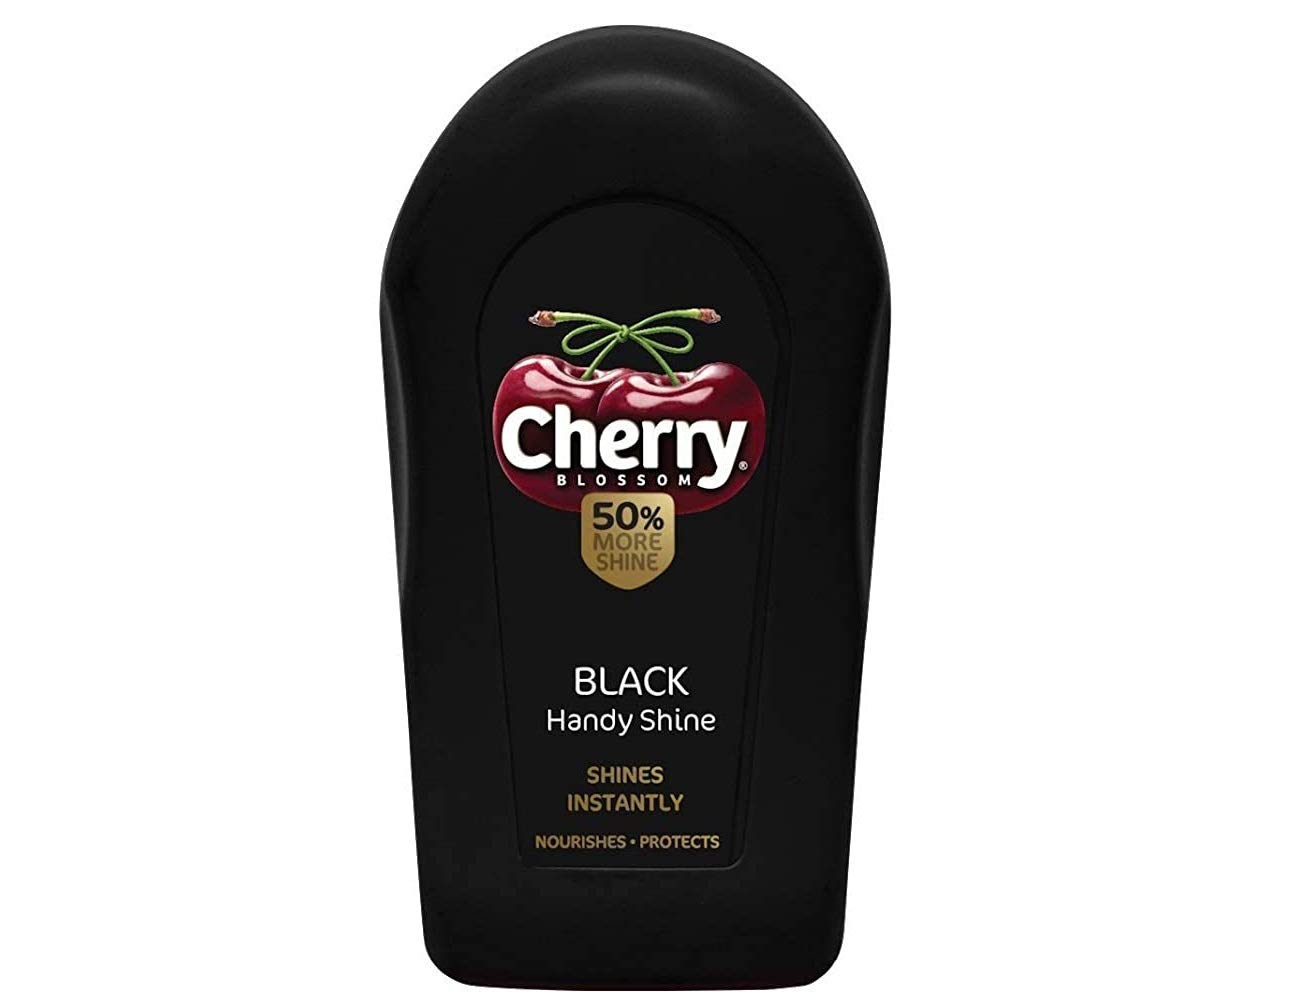 Cherry®
BLOSSOM
50%
MORE
SHINE
BLACK
Handy Shine
SHINES
INSTANTLY
NOURISHES • PROTECTS